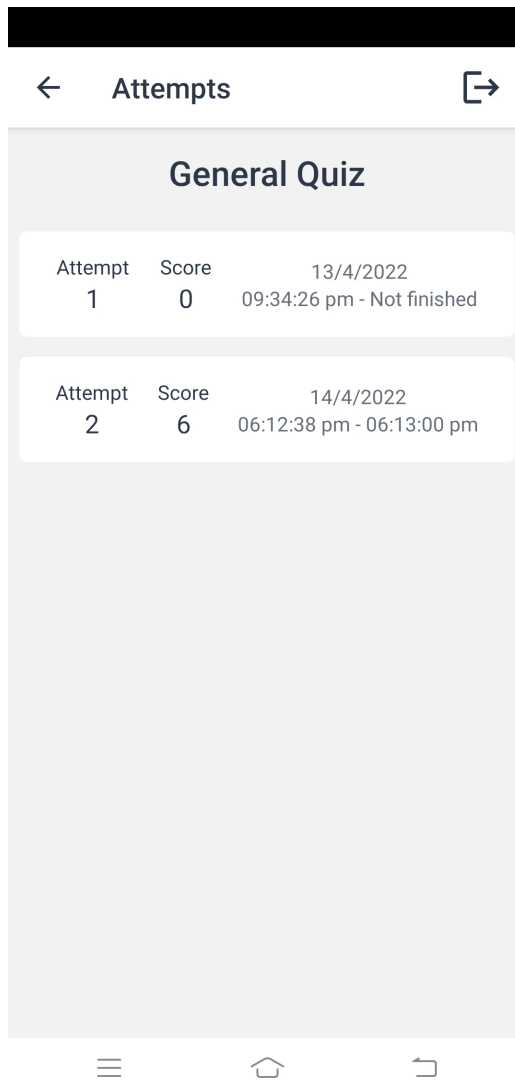 Attempts
General Quiz
Attempt Score 13/4/2022
1 0 09:34:26 pm - Not finished
Attempt Score 14/4/2022
2 6 06:12:38 pm - 06:13:00 pm